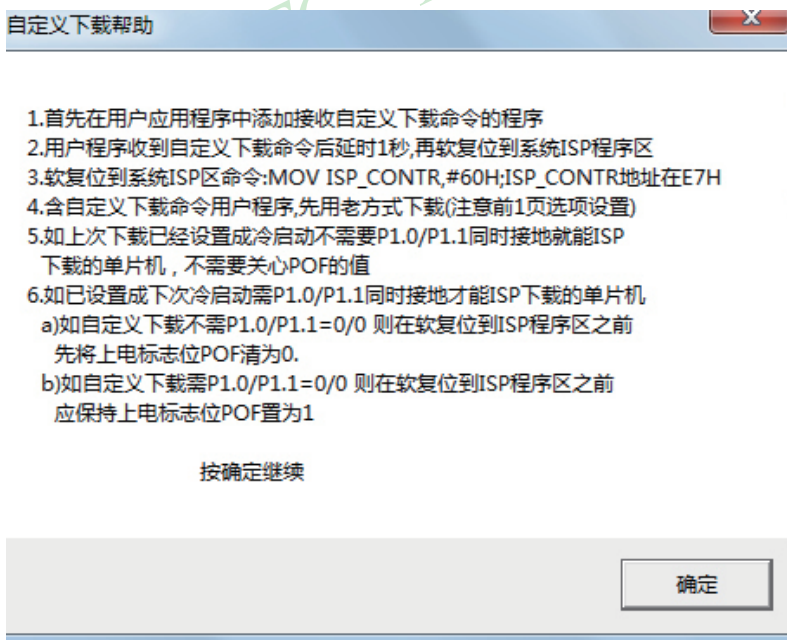 自定义下载帮助
1.首先在用户应用程序中添加接收自定义下载命令的程序
2.用户程序收到自定义下载命令后延时1秒,再软复位到系统ISP程序区
3.软复位到系统ISP区命令:MOV ISP_CONTR,#60H;ISP_CONTR地址在E7H
4.含自定义下载命令用户程序,先用老方式下载(注意前1页选项设置)
5.如上次下载已经设置成冷启动不需要P1.0/P1.1同时接地就能ISP
下载的单片机，不需要关心POF的值
6.如已设置成下次冷启动需P1.0/P1.1同时接地才能ISP下载的单片机
a)如自定义下载不需P1.0/P1.1=0/0 则在软复位到ISP程序区之前
先将上电标志位POF清为0.
b)如自定义下载需P1.0/P1.1=0/0 则在软复位到ISP程序区之前
应保持上电标志位POF置为1
按确定继续
确定